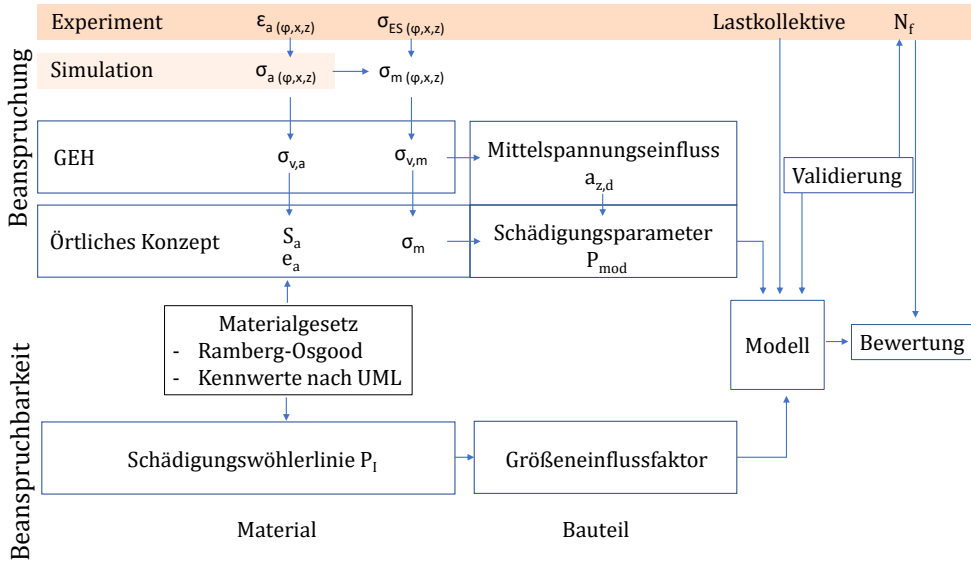 Experiment εa (φ,x,z) σES (φ,x,z) Lastkollektive Nf
Simulation σa (φ,x,z) σm (φ,x,z)
Beanspruchung
GEH σv,a σv,m
Mittelspannungseinfluss
az,d
Validierung
Örtliches Konzept
Sa
ea
σm
Schädigungsparameter
Pmod
Materialgesetz
- Ramberg-Osgood
- Kennwerte nach UML
Modell
Bewertung
Beanspruchbarkeit
Schädigungswöhlerlinie PI
Größeneinflussfaktor
Material
Bauteil